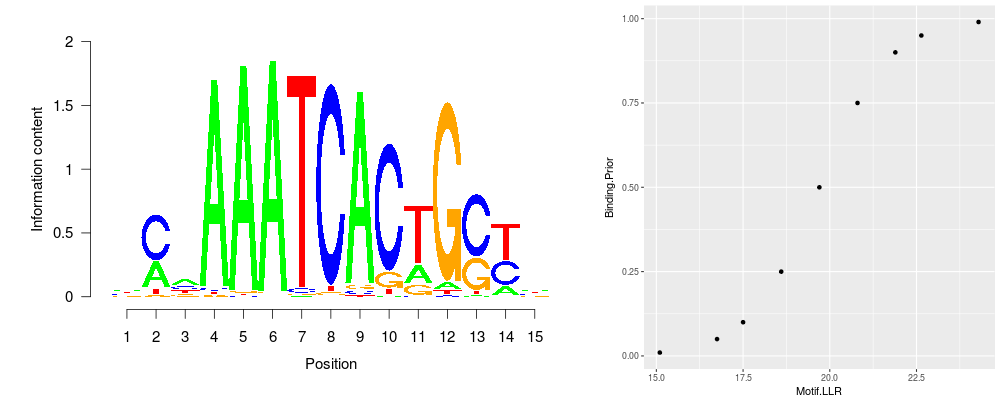 2
1.5
1
0.5
0
Information content
C
A
A
A
A
T
C
A
C
G
T
A
G
G
A
C
G
T
C
A
1 2 3 4 5 6 7 8 9 10 11 12 13 14 15
Position
1.00
0.75
0.50
0.25
0.00
Binding.Prior
15.0 17.5 20.0 22.5
Motif.LLR